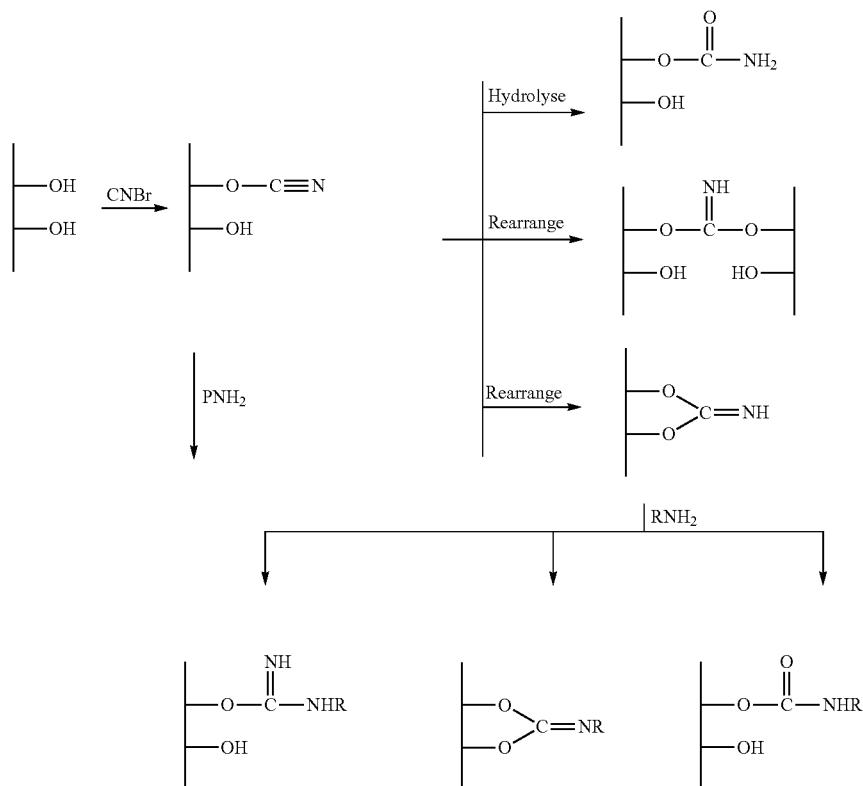 O
O C NH2
OH
Hydrolyse
OH
OH
CNBr
O C N
OH
NH
O C O
OH HO
Rearrange
O
C NH
O
Rearrange
PNH2
RNH2
NH
O C NHR
OH
O
C NR
O
O
O C NHR
OH